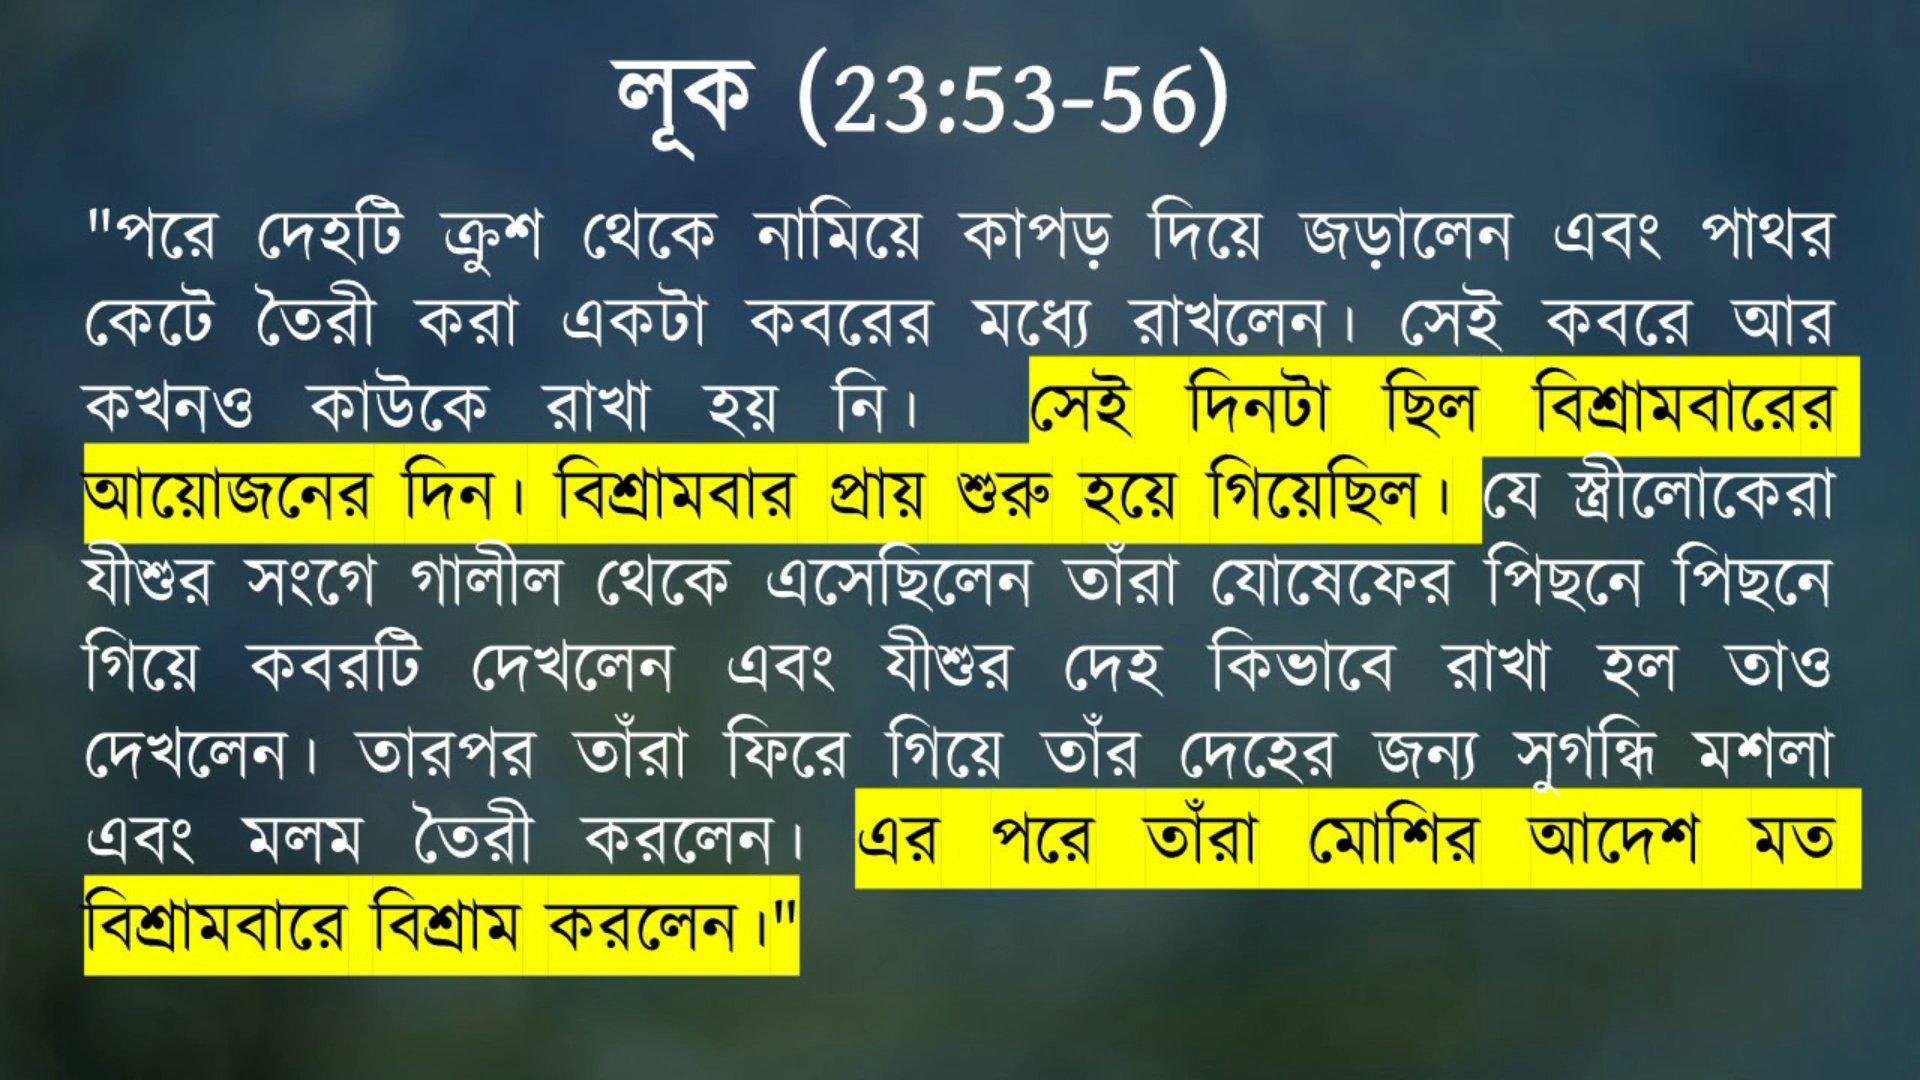 লূক (23:53-56)
"পরে দেহটি ক্রুশ থেকে নামিয়ে কাপড় দিয়ে জড়ালেন এবং পাথর
কেটে তৈরী করা একটা কবরের মধ্যে রাখলেন। সেই কবরে আর
কখনও কাউকে রাখা হয় নি। সেই দিনটা ছিল বিশ্রামবারের
আয়োজনের দিন। বিশ্রামবার প্রায় শুরু হয়ে গিয়েছিল। যে স্ত্রীলোকেরা
যীশুর সংগে গালীল থেকে এসেছিলেন তাঁরা যোষেফের পিছনে পিছনে
গিয়ে কবরটি দেখলেন এবং যীশুর দেহ কিভাবে রাখা হল তাও
দেখলেন। তারপর তাঁরা ফিরে গিয়ে তাঁর দেহের জন্য সুগন্ধি মশলা
এবং মলম তৈরী করলেন। এর পরে তাঁরা মোশির আদেশ মত
বিশ্রামবারে বিশ্রাম করলেন।"